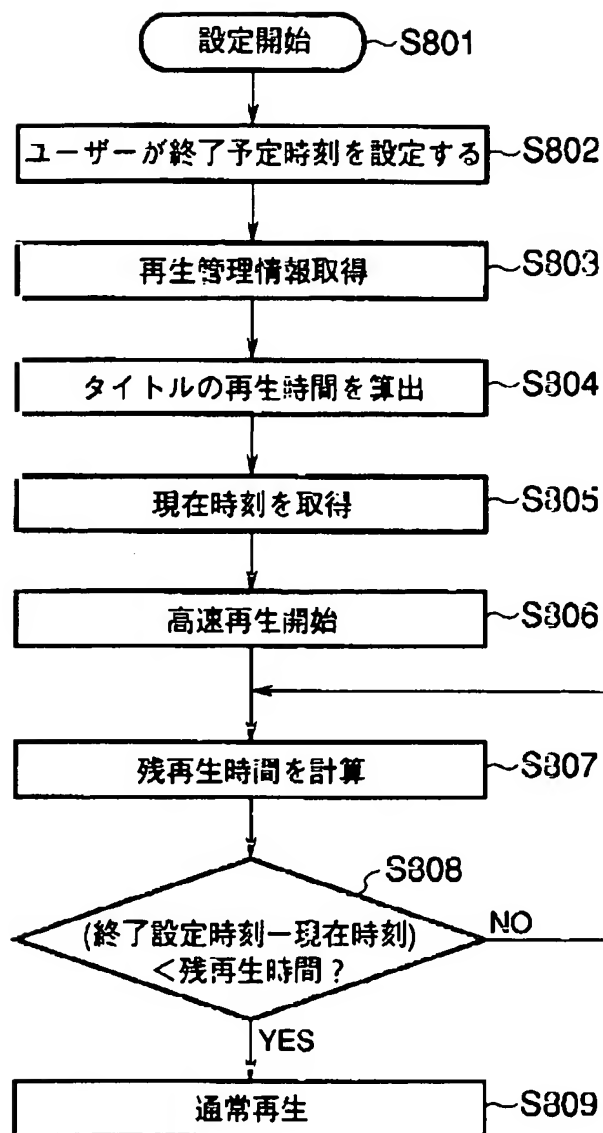 設定開始 S801
ユーザーが終了予定時刻を設定する S802
再生管理情報取得 S803
タイトルの再生時間を算出 S804
現在時刻を取得 S805
高速再生開始 S806
残再生時間を計算 S807
S808
(終了設定時刻ー現在時刻)
<残再生時間?
NO
YES
通常再生 S809